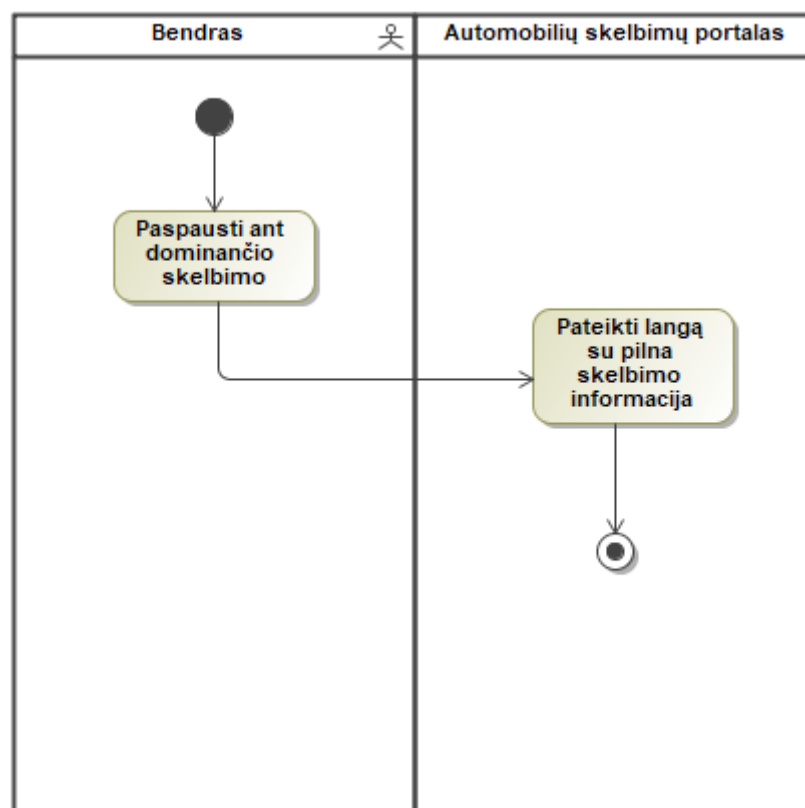 Bendras
Automobilių skelbimų portalas
Paspausti ant
dominančio
skelbimo
Pateikti langą
su pilna
skelbimo
informacija